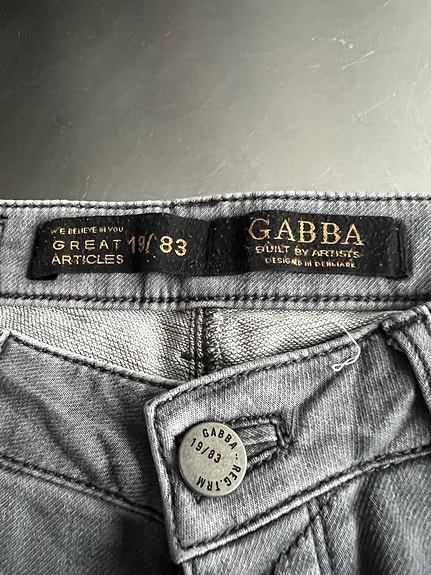 WE BELIEVE IN YOU
GREAT
ARTICLES
19/83
GABBA
BUILT BY ARTISTS
DESIGNED IN DENMARK
GABBA · REG.TRM
19/83